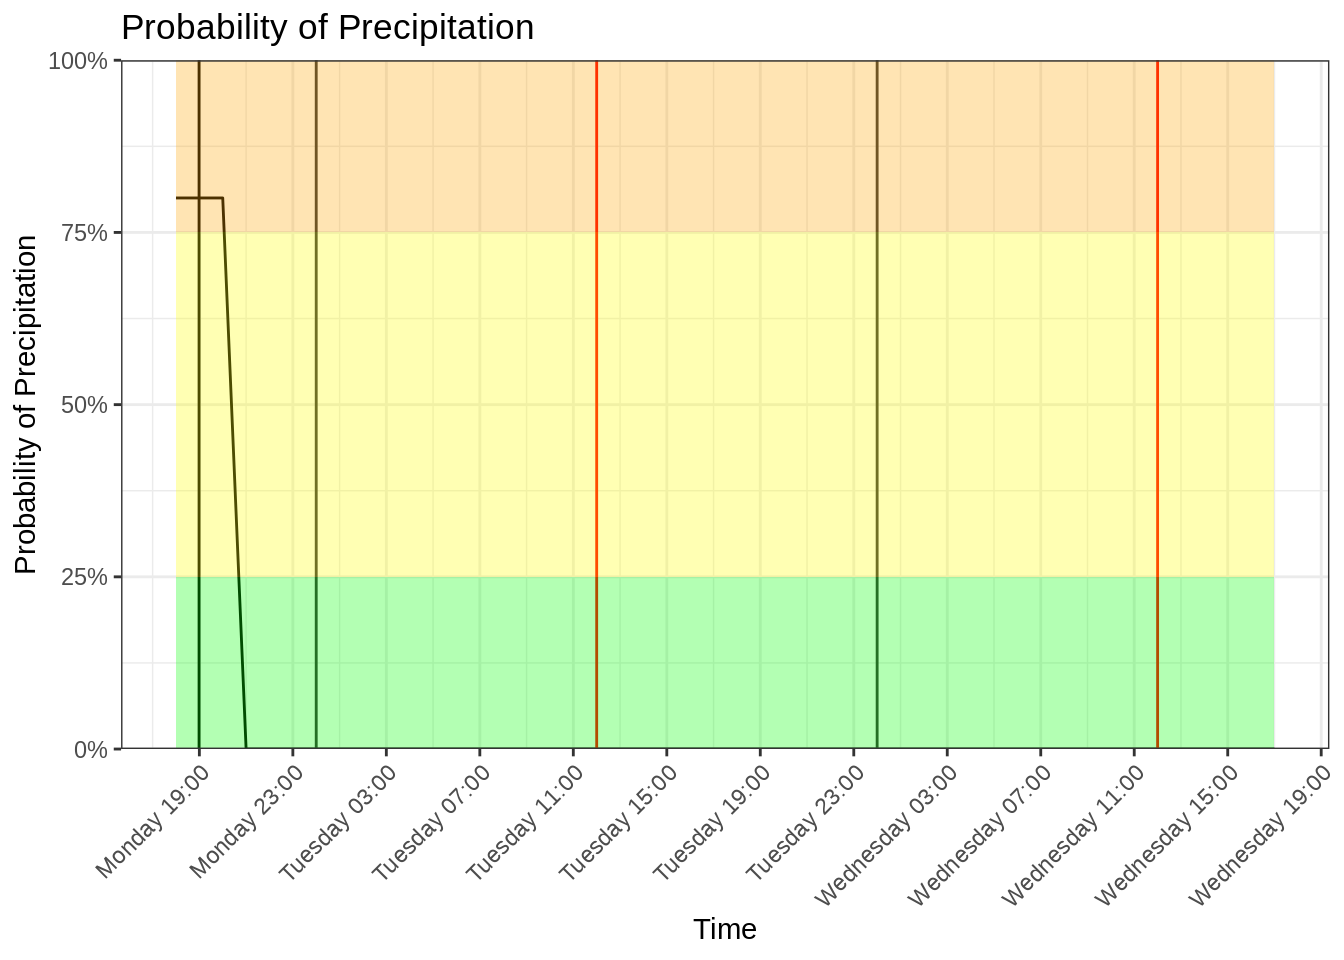 Probability of Precipitation
100%
75%
50%
25%
0%
Probability of Precipitation
Monday 19:00
Monday 23:00
Tuesday 03:00
Tuesday 07:00
Tuesday 11:00
Tuesday 15:00
Tuesday 19:00
Tuesday 23:00
Wednesday 03:00
Wednesday 07:00
Wednesday 11:00
Wednesday 15:00
Wednesday 19:00
Time